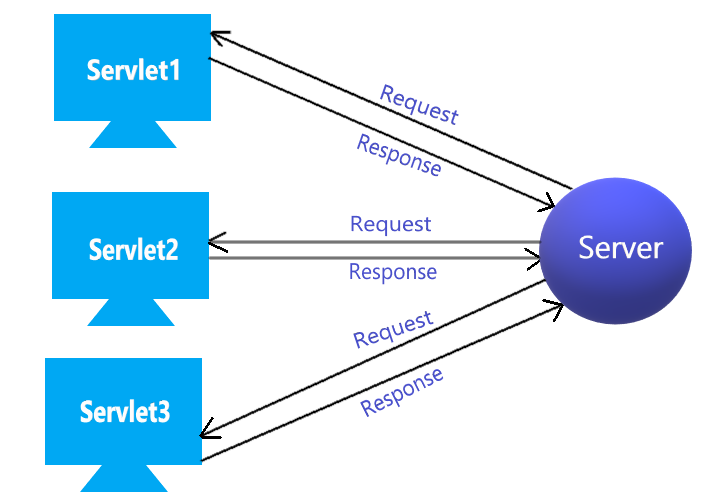 Servlet1
Request
Response
Servlet2
Request
Response
Server
Servlet3
Request
Response